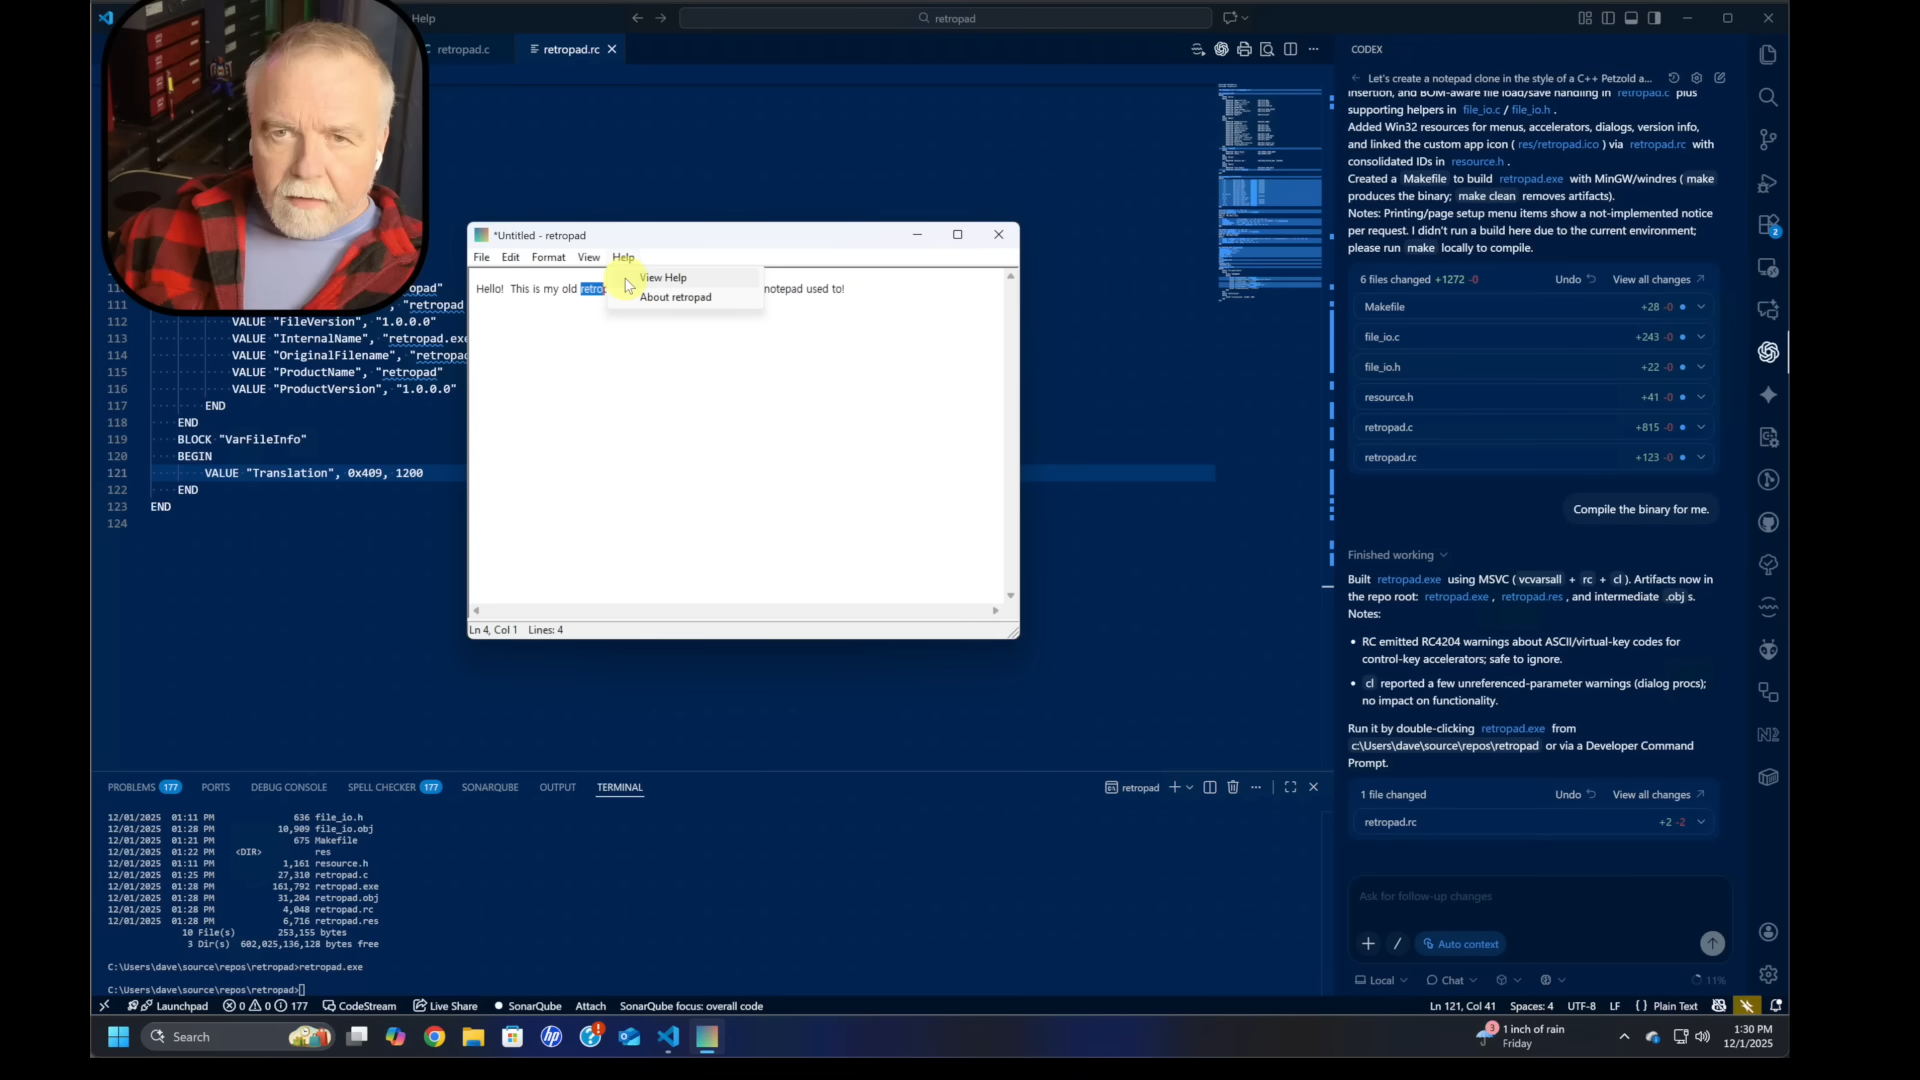 Help
retropad
retropad.c
retropad.rc
110
opad"
"retropad
112 VALUE "FileVersion", "1.0.0.0"
113 VALUE "InternalName", "retropad.exe
114 VALUE "OriginalFilename", "retropad
115 VALUE "ProductName", "retropad"
116 VALUE "ProductVersion", "1.0.0.0"
117 END
118 END
119 BLOCK "VarFileInfo"
120 BEGIN
121 VALUE "Translation", 0x409, 1200
122 END
123 END
124
*Untitled - retropad
File Edit Format View Help
View Help
About retropad
Hello! This is my old retro notepad used to!
Ln 4, Col 1 Lines: 4
CODEX
Let's create a notepad clone in the style of a C++ Petzold a...
insertion, and BOM-aware file load/save handling in retropad.c plus
supporting helpers in file_io.c / file_io.h .
Added Win32 resources for menus, accelerators, dialogs, version info,
and linked the custom app icon ( res/retropad.ico ) via retropad.rc with
consolidated IDs in resource.h .
Created a Makefile to build retropad.exe with MinGW/windres ( make
produces the binary; make clean removes artifacts).
Notes: Printing/page setup menu items show a not-implemented notice
per request. I didn't run a build here due to the current environment;
please run make locally to compile.
6 files changed +1272 -0 Undo View all changes
Makefile +28 -0
file_io.c +243 -0
file_io.h +22 -0
resource.h +41 -0
retropad.c +815 -0
retropad.rc +123 -0
Compile the binary for me.
Finished working
Built retropad.exe using MSVC ( vcvarsall + rc + cl ). Artifacts now in
the repo root: retropad.exe , retropad.res , and intermediate .obj s.
Notes:
• RC emitted RC4204 warnings about ASCII/virtual-key codes for
control-key accelerators; safe to ignore.
• cl reported a few unreferenced-parameter warnings (dialog procs);
no impact on functionality.
Run it by double-clicking retropad.exe from
c:\Users\dave\source\repos\retropad or via a Developer Command
Prompt.
1 file changed Undo View all changes
retropad.rc +2 -2
Ask for follow-up changes
Auto context
Local Chat 11%
2
PROBLEMS 177 PORTS DEBUG CONSOLE SPELL CHECKER 177 SONARQUBE OUTPUT TERMINAL
retropad
12/01/2025 01:11 PM 636 file_io.h
12/01/2025 01:28 PM 10,909 file_io.obj
12/01/2025 01:21 PM 675 Makefile
12/01/2025 01:22 PM <DIR> res
12/01/2025 01:11 PM 1,161 resource.h
12/01/2025 01:25 PM 27,310 retropad.c
12/01/2025 01:28 PM 161,792 retropad.exe
12/01/2025 01:28 PM 31,204 retropad.obj
12/01/2025 01:28 PM 4,048 retropad.rc
12/01/2025 01:28 PM 6,716 retropad.res
10 File(s) 253,155 bytes
3 Dir(s) 602,025,136,128 bytes free
C:\Users\dave\source\repos\retropad>retropad.exe
C:\Users\dave\source\repos\retropad>
Launchpad 0 0 177 CodeStream Live Share SonarQube Attach SonarQube focus: overall code
Ln 121, Col 41 Spaces: 4 UTF-8 LF { } Plain Text
Search
hp
3
1 inch of rain
Friday
1:30 PM
12/1/2025